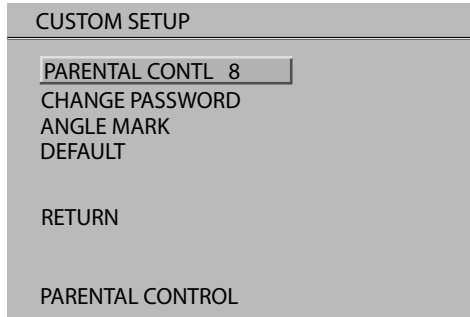 CUSTOM SETUP
PARENTAL CONTL 8
CHANGE PASSWORD
ANGLE MARK
DEFAULT
RETURN
PARENTAL CONTROL